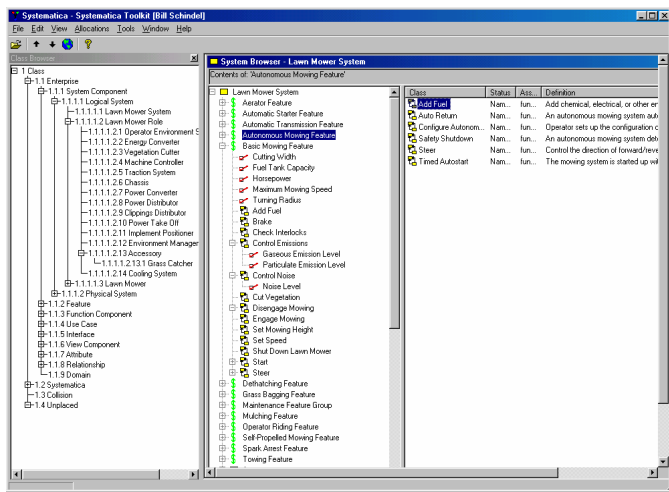 Systematica - Systematica Toolkit [Bill Schindel]
File Edit View Allocations Tools Window Help
Class Browser
1 Class
1.1 Enterprise
1.1.1 System Component
1.1.1.1 Logical System
1.1.1.1.1 Lawn Mower System
1.1.1.1.2 Lawn Mower Role
1.1.1.1.2.1 Operator Environment S
1.1.1.1.2.2 Energy Converter
1.1.1.1.2.3 Vegetation Cutter
1.1.1.1.2.4 Machine Controller
1.1.1.1.2.5 Traction System
1.1.1.1.2.6 Chassis
1.1.1.1.2.7 Power Converter
1.1.1.1.2.8 Power Distributor
1.1.1.1.2.9 Clippings Distributor
1.1.1.1.2.10 Power Take Off
1.1.1.1.2.11 Implement Positioner
1.1.1.1.2.12 Environment Manager
1.1.1.1.2.13 Accessory
1.1.1.1.2.13.1 Grass Catcher
1.1.1.1.2.14 Cooling System
1.1.1.1.3 Lawn Mower
1.1.1.2 Physical System
1.1.2 Feature
1.1.3 Function Component
1.1.4 Use Case
1.1.5 Interface
1.1.6 View Component
1.1.7 Attribute
1.1.8 Relationship
1.1.9 Domain
1.2 Systematica
1.3 Collision
1.4 Unplaced
System Browser - Lawn Mower System
Contents of: 'Autonomous Mowing Feature'
Lawn Mower System
Aerator Feature
Automatic Starter Feature
Automatic Transmission Feature
Autonomous Mowing Feature
Basic Mowing Feature
Cutting Width
Fuel Tank Capacity
Horsepower
Maximum Mowing Speed
Turning Radius
Add Fuel
Brake
Check Interlocks
Control Emissions
Gaseous Emission Level
Particulate Emission Level
Control Noise
Noise Level
Cut Vegetation
Disengage Mowing
Engage Mowing
Set Mowing Height
Set Speed
Shut Down Lawn Mower
Start
Steer
Dethatching Feature
Grass Bagging Feature
Maintenance Feature Group
Mulching Feature
Operator Riding Feature
Self-Propelled Mowing Feature
Spark Arrest Feature
Towing Feature
Class Status Ass... Definition
Add Fuel Nam... fun... Add chemical, electrical, or other er
Auto Return Nam... fun... An autonomous mowing system aut
Configure Autonom... Nam... fun... Operator sets up the configuration o
Safety Shutdown Nam... fun... An autonomous mowing system det
Steer Nam... fun... Control the direction of forward/reve
Timed Autostart Nam... fun... The mowing system is started up wit